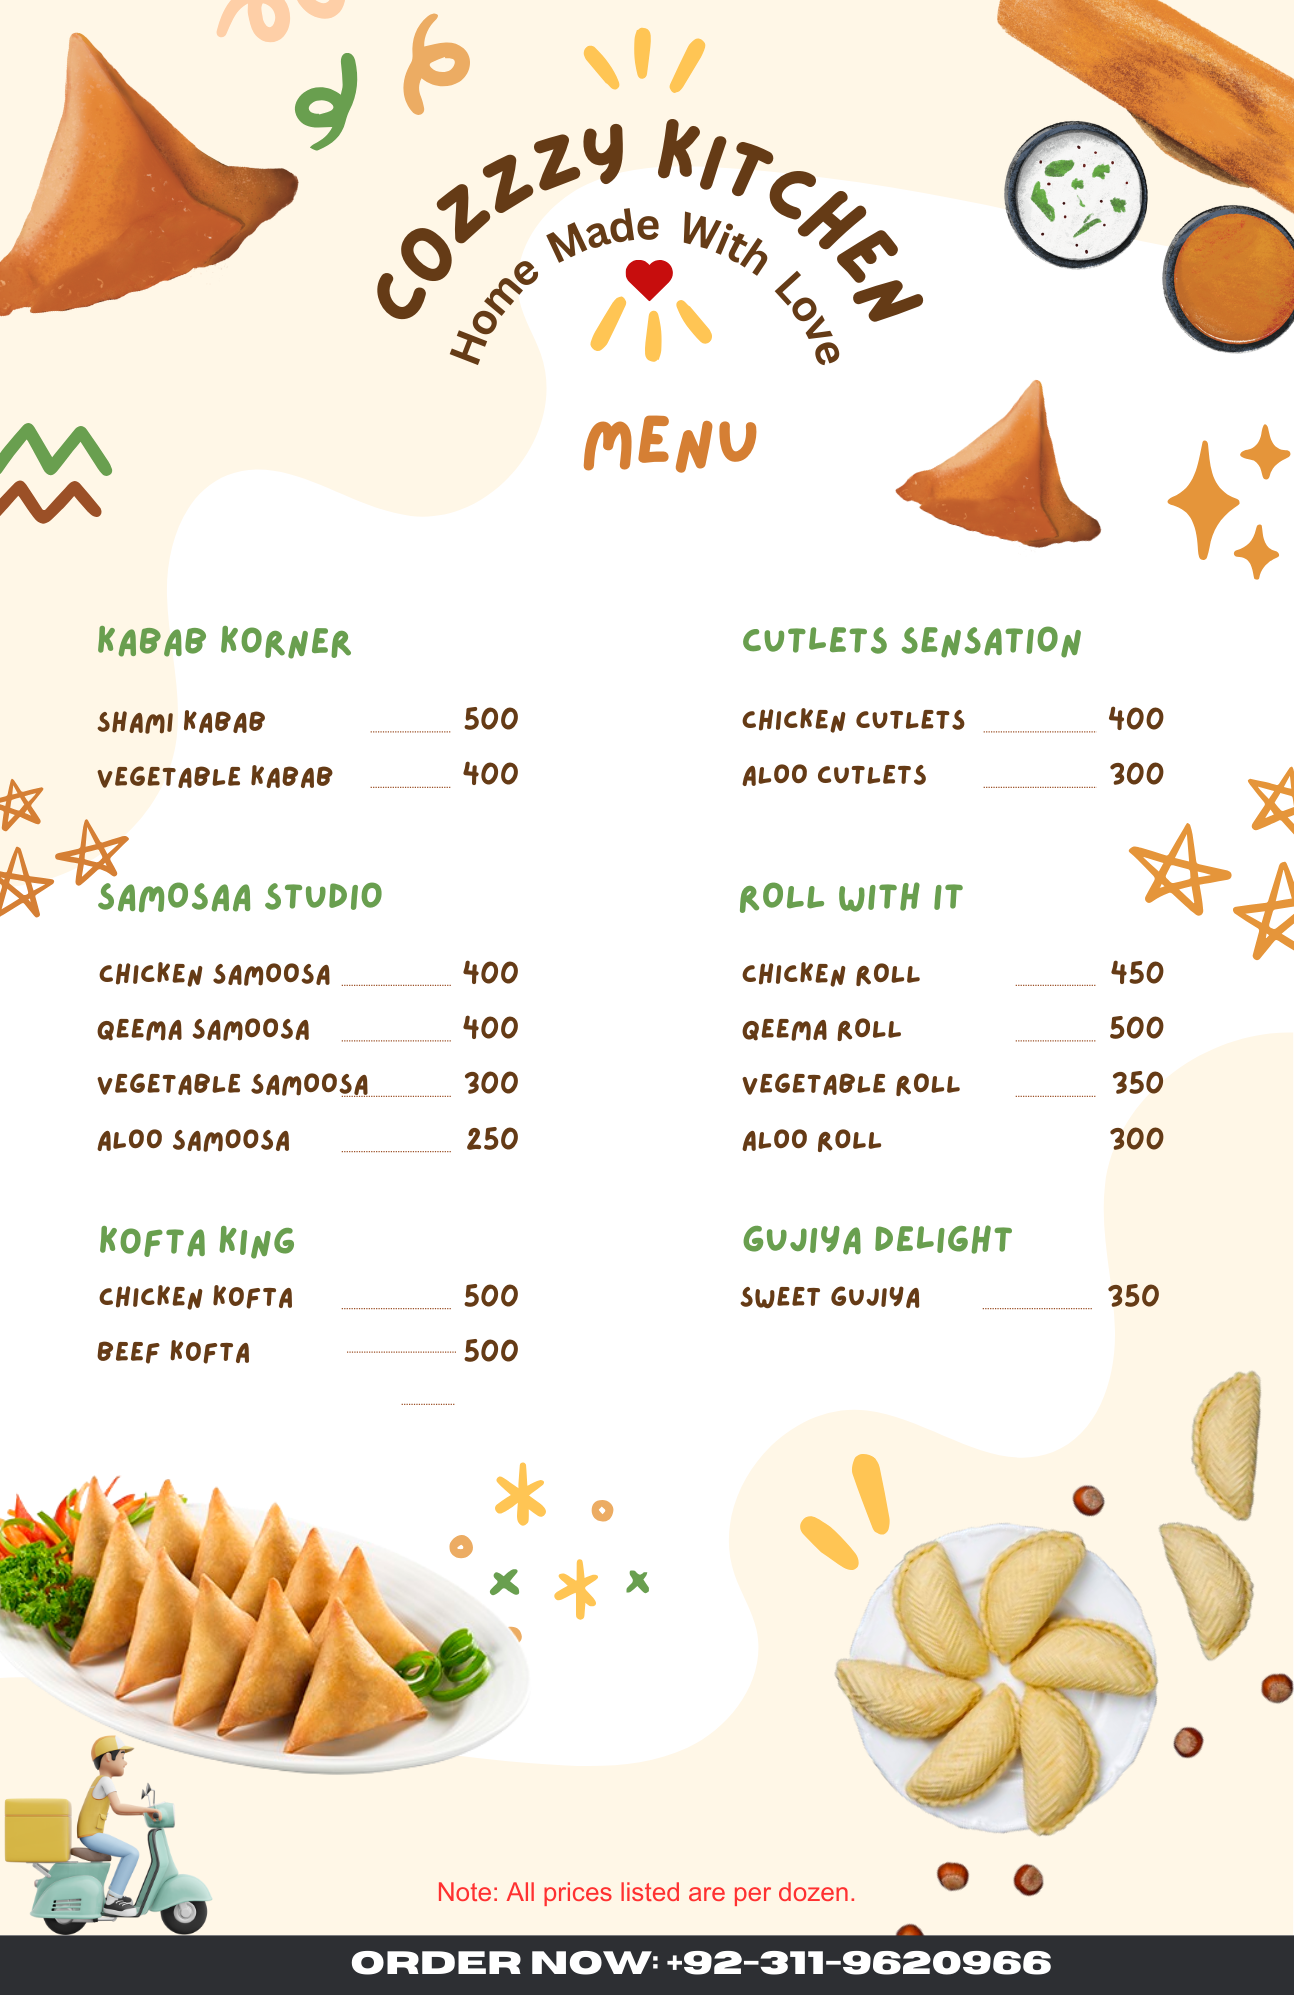 COZZZY KITCHEN
Home Made With Love
MENU
KABAB KORNER
SHAMI KABAB 500
VEGETABLE KABAB 400
SAMOSAA STUDIO
CHICKEN SAMOOSA 400
QEEMA SAMOOSA 400
VEGETABLE SAMOOSA 300
ALOO SAMOOSA 250
KOFTA KING
CHICKEN KOFTA 500
BEEF KOFTA 500
CUTLETS SENSATION
CHICKEN CUTLETS 400
ALOO CUTLETS 300
ROLL WITH IT
CHICKEN ROLL 450
QEEMA ROLL 500
VEGETABLE ROLL 350
ALOO ROLL 300
GUJIYA DELIGHT
SWEET GUJIYA 350
Note: All prices listed are per dozen.
ORDER NOW: +92-311-9620966